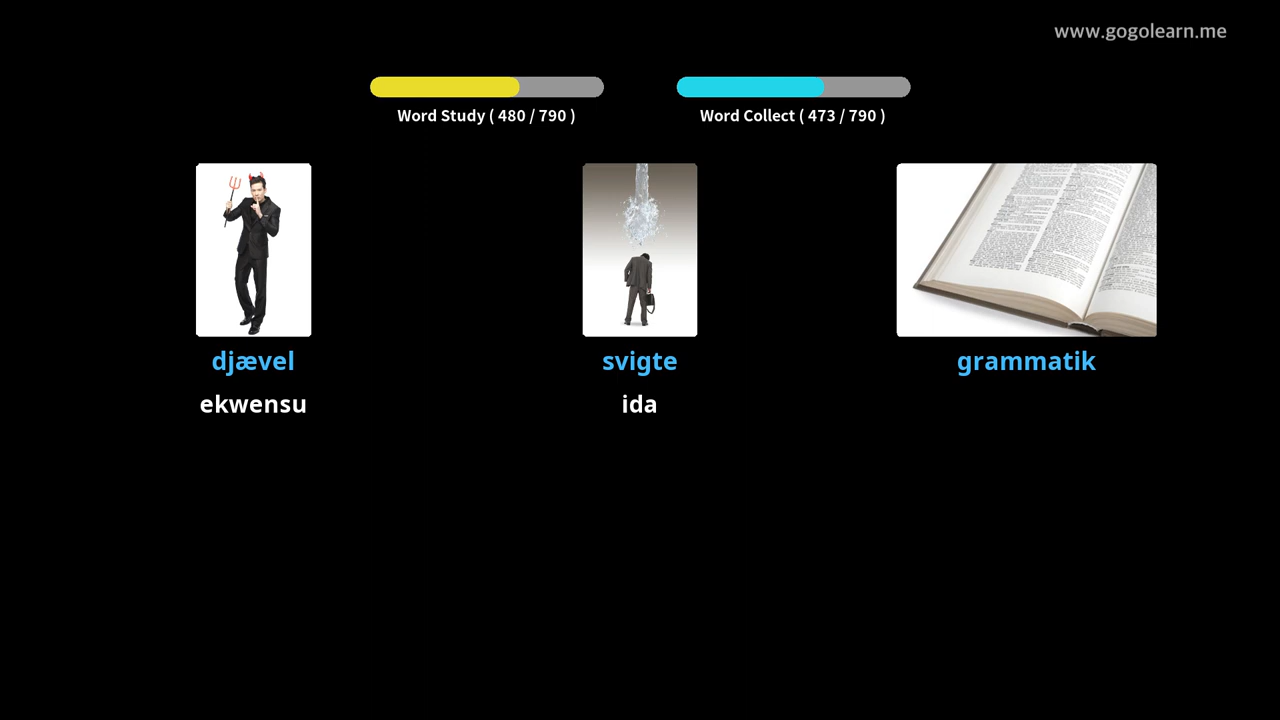 www.gogolearn.me
Word Study ( 480 / 790 )
Word Collect ( 473 / 790 )
djævel
svigte
grammatik
ekwensu
ida